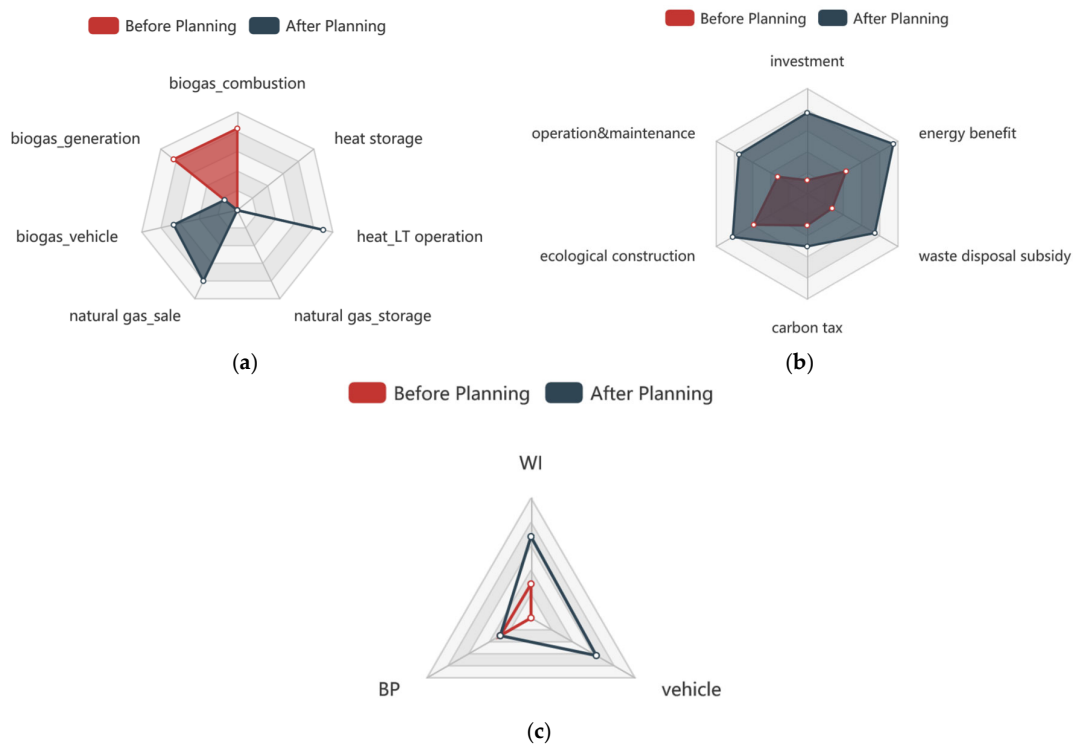 Before Planning After Planning
biogas_combustion
biogas_generation heat storage
biogas_vehicle heat_LT operation
natural gas_sale natural gas_storage
(a)
Before Planning After Planning
investment
operation&maintenance energy benefit
ecological construction waste disposal subsidy
carbon tax
(b)
Before Planning After Planning
WI
BP vehicle
(c)